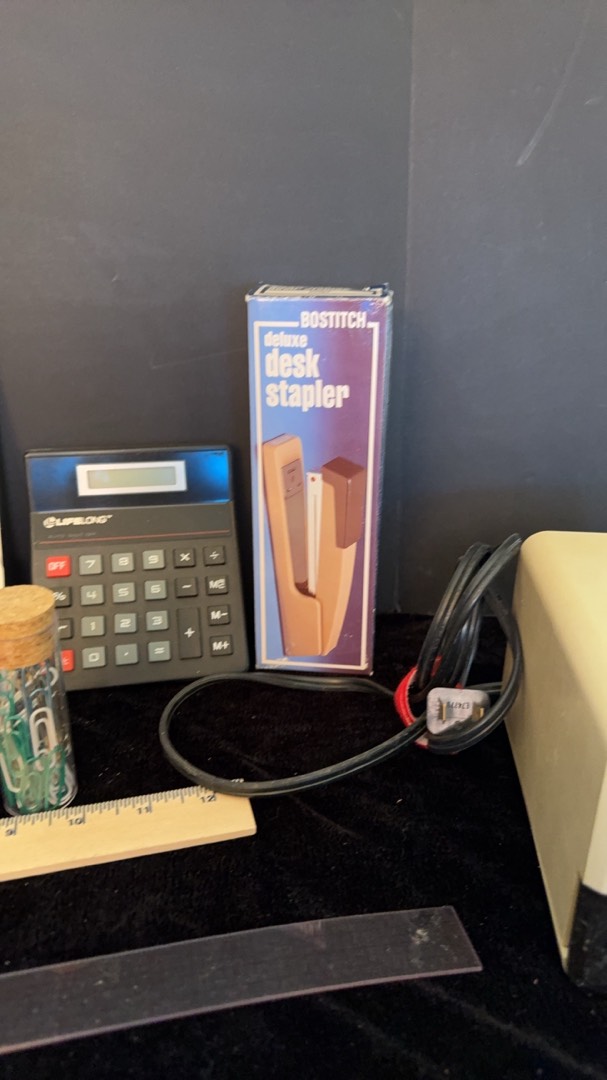 BOSTITCH
deluxe
desk
stapler
LIFELONG
OFF 7 8 9 × ÷
% 4 5 6 −
1 2 3 + M−
0 · = M+
9 10 11 12